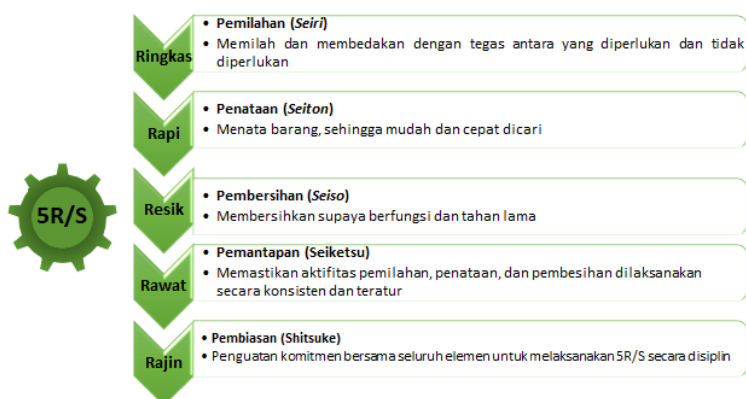 5R/S
Ringkas
• Pemilahan (Seiri)
• Memilah dan membedakan dengan tegas antara yang diperlukan dan tidak
diperlukan
Rapi
• Penataan (Seiton)
• Menata barang, sehingga mudah dan cepat dicari
Resik
• Pembersihan (Seiso)
• Membersihkan supaya berfungsi dan tahan lama
Rawat
• Pemantapan (Seiketsu)
• Memastikan aktifitas pemilahan, penataan, dan pembesihan dilaksanakan
secara konsisten dan teratur
Rajin
• Pembiasan (Shitsuke)
• Penguatan komitmen bersama seluruh elemen untuk melaksanakan 5R/S secara disiplin